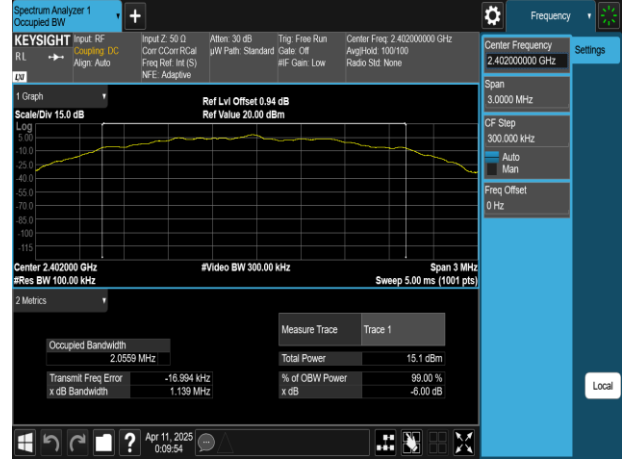 Spectrum Analyzer 1
Occupied BW
Frequency
KEYSIGHT
Input: RF
Coupling: DC
Align: Auto
Input Z: 50 Ω
Corr CCorr RCal
Freq Ref: Int (S)
NFE: Adaptive
Atten: 30 dB
µW Path: Standard
Trig: Free Run
Gate: Off
#IF Gain: Low
Center Freq: 2.402000000 GHz
Avg|Hold: 100/100
Radio Std: None
RL
LXI
Center Frequency
2.402000000 GHz
Settings
Span
3.0000 MHz
CF Step
300.000 kHz
Auto
Man
Freq Offset
0 Hz
Local
1 Graph
Scale/Div 15.0 dB
Ref Lvl Offset 0.94 dB
Ref Value 20.00 dBm
Log
5.00
-10.0
-25.0
-40.0
-55.0
-70.0
-85.0
-100
-115
Center 2.402000 GHz
#Video BW 300.00 kHz
Span 3 MHz
#Res BW 100.00 kHz
Sweep 5.00 ms (1001 pts)
2 Metrics
Measure Trace
Trace 1
Occupied Bandwidth
2.0559 MHz
Total Power
15.1 dBm
Transmit Freq Error
-16.994 kHz
% of OBW Power
99.00 %
x dB Bandwidth
1.139 MHz
x dB
-6.00 dB
?
Apr 11, 2025
0:09:54